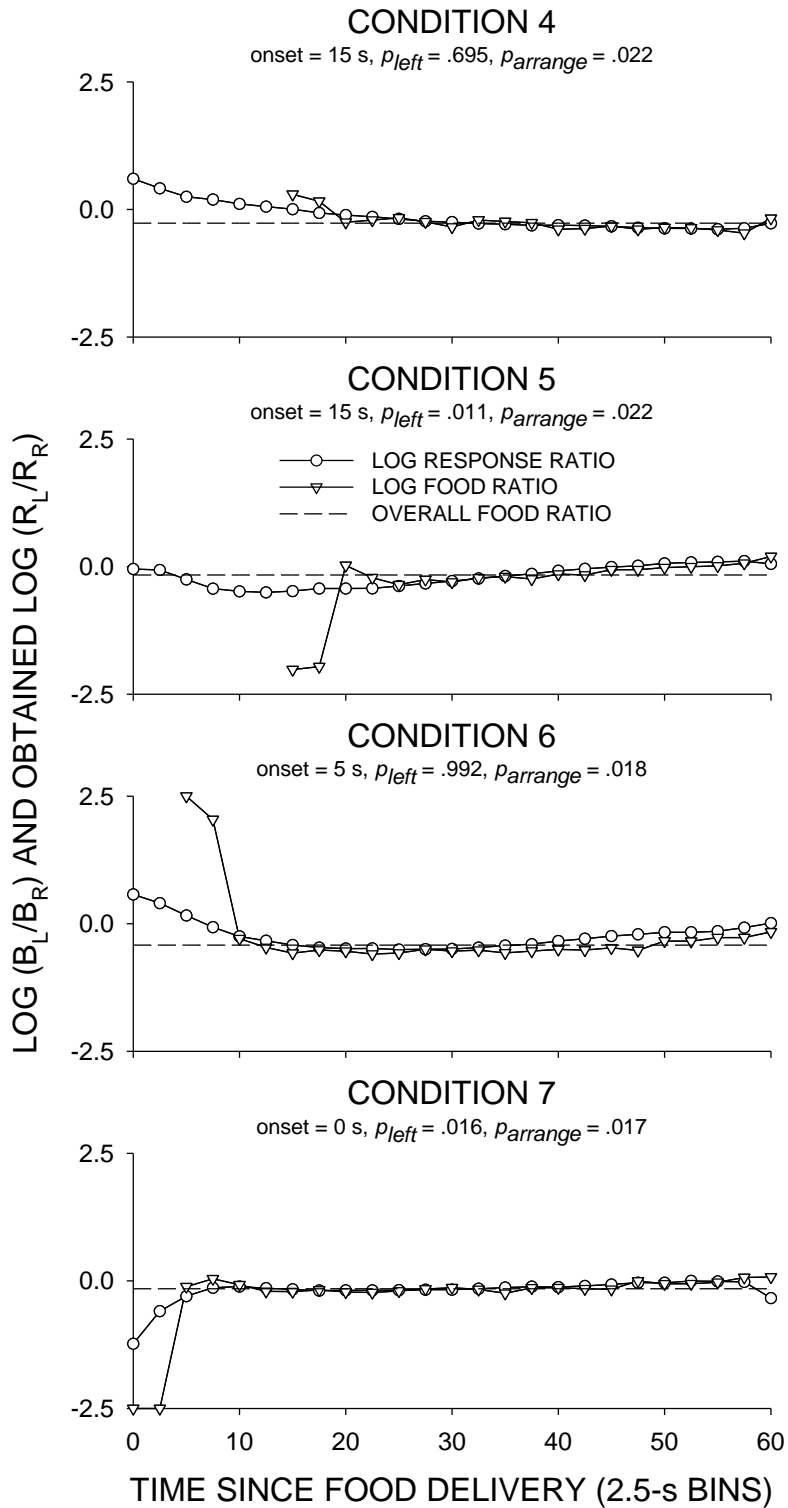 CONDITION 4
onset = 15 s, pleft = .695, parrange = .022
2.5
0.0
-2.5
CONDITION 5
onset = 15 s, pleft = .011, parrange = .022
2.5
LOG RESPONSE RATIO
LOG FOOD RATIO
OVERALL FOOD RATIO
0.0
-2.5
CONDITION 6
onset = 5 s, pleft = .992, parrange = .018
2.5
0.0
-2.5
CONDITION 7
onset = 0 s, pleft = .016, parrange = .017
2.5
0.0
-2.5
0 10 20 30 40 50 60
TIME SINCE FOOD DELIVERY (2.5-s BINS)
LOG (BL/BR) AND OBTAINED LOG (RL/RR)